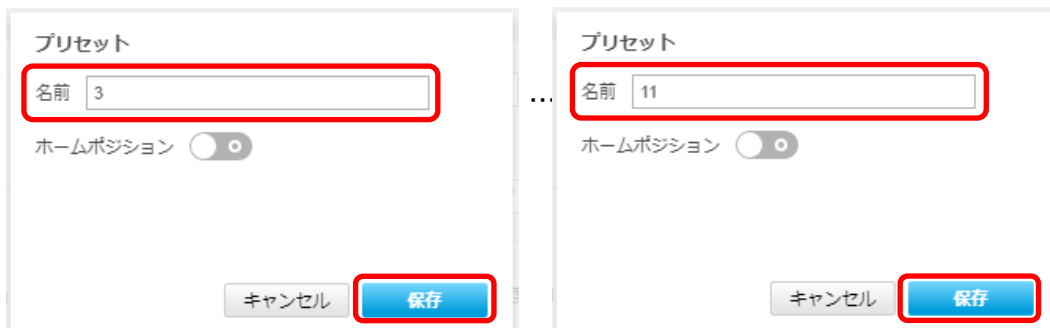 プリセット
名前 3
ホームポジション
キャンセル 保存
…
プリセット
名前 11
ホームポジション
キャンセル 保存